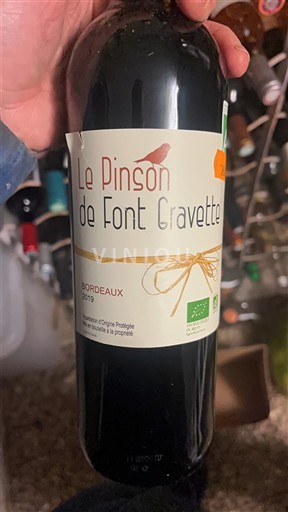 Le Pinson
de Font Gravette
VINIOU
BORDEAUX
2019
Appellation d'Origine Protégée
Mis en bouteille à la propriété